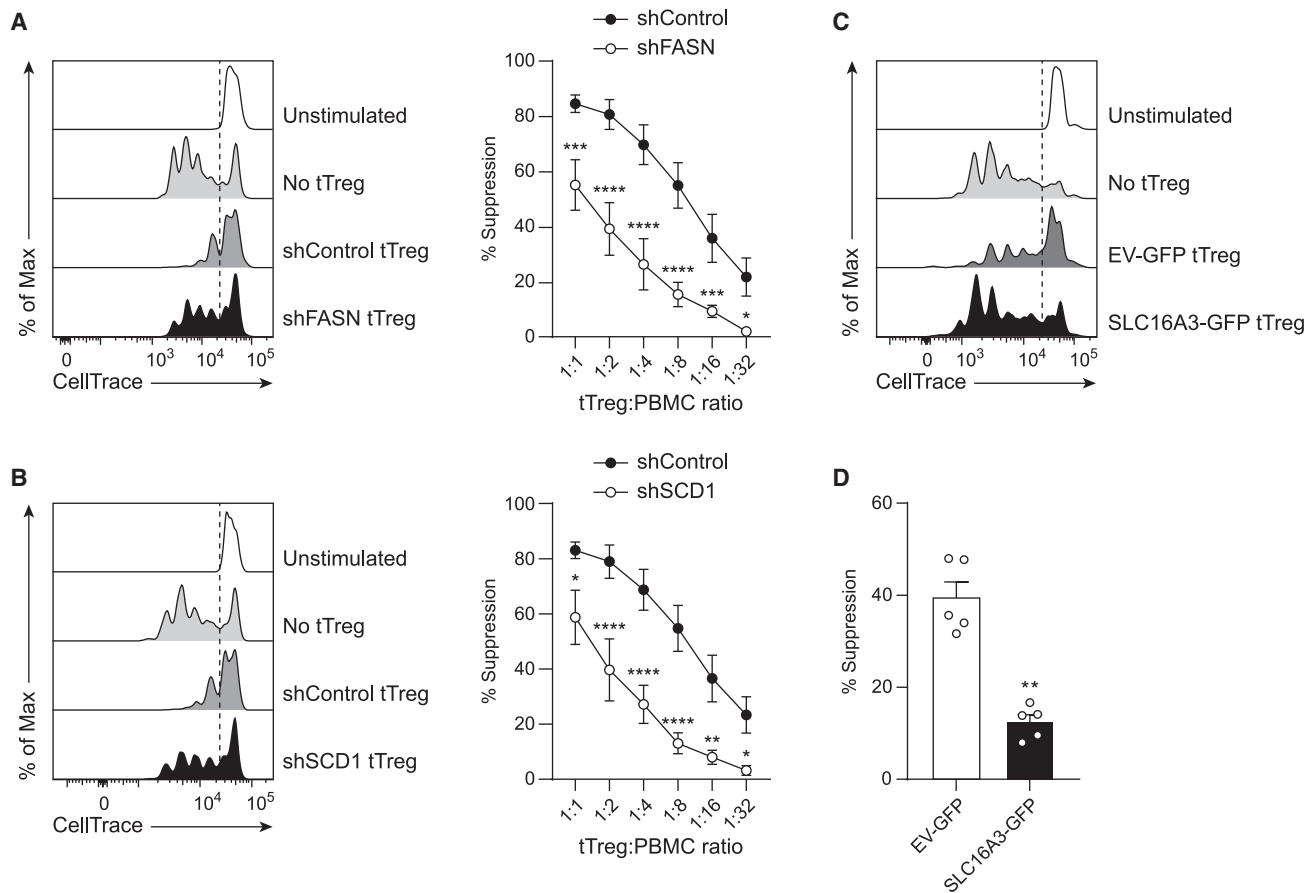 A
Unstimulated
No tTreg
shControl tTreg
shFASN tTreg
% of Max
0 10³ 10⁴ 10⁵
CellTrace
shControl
shFASN
100
80
60
40
20
0
% Suppression
***
****
****
****
***
*
1:1 1:2 1:4 1:8 1:16 1:32
tTreg:PBMC ratio
C
Unstimulated
No tTreg
EV-GFP tTreg
SLC16A3-GFP tTreg
% of Max
0 10³ 10⁴ 10⁵
CellTrace
B
Unstimulated
No tTreg
shControl tTreg
shSCD1 tTreg
% of Max
0 10⁴ 10⁵
CellTrace
shControl
shSCD1
100
80
60
40
20
0
% Suppression
*
****
****
****
**
*
1:1 1:2 1:4 1:8 1:16 1:32
tTreg:PBMC ratio
D
60
40
20
0
% Suppression
**
EV-GFP
SLC16A3-GFP